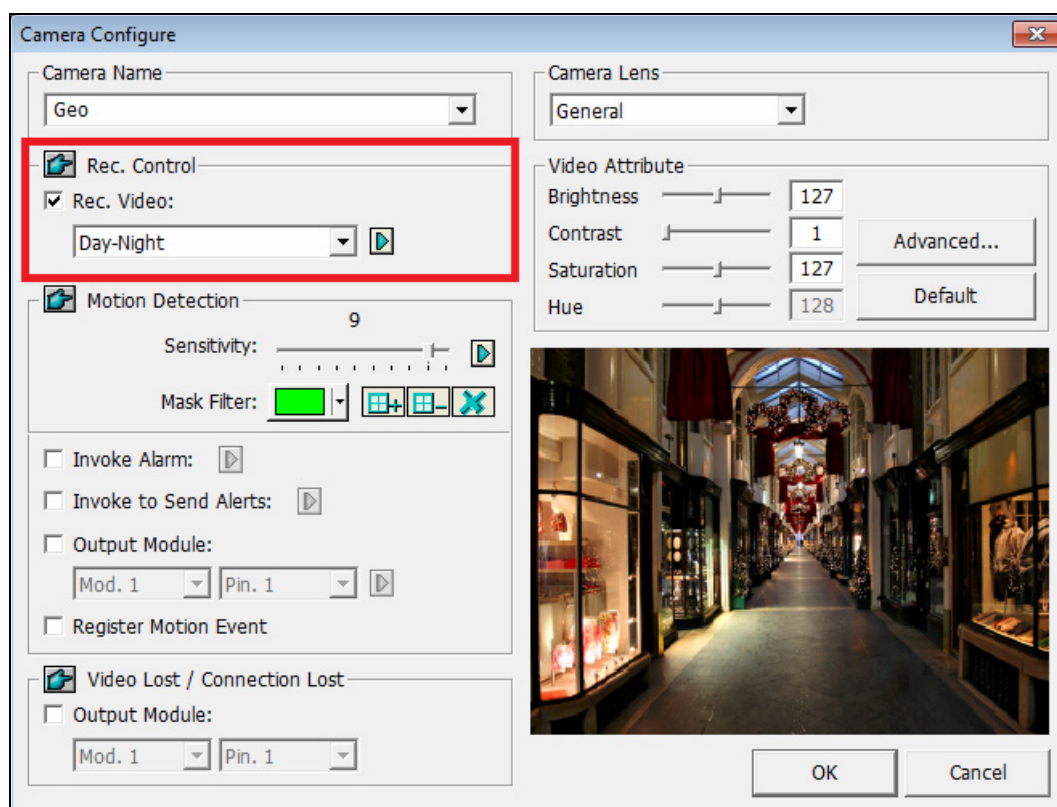 Camera Configure
Camera Name
Geo
Rec. Control
Rec. Video:
Day-Night
Motion Detection
9
Sensitivity:
Mask Filter:
Invoke Alarm:
Invoke to Send Alerts:
Output Module:
Mod. 1 Pin. 1
Register Motion Event
Video Lost / Connection Lost
Output Module:
Mod. 1 Pin. 1
Camera Lens
General
Video Attribute
Brightness 127
Contrast 1
Saturation 127
Hue 128
Advanced...
Default
OK Cancel